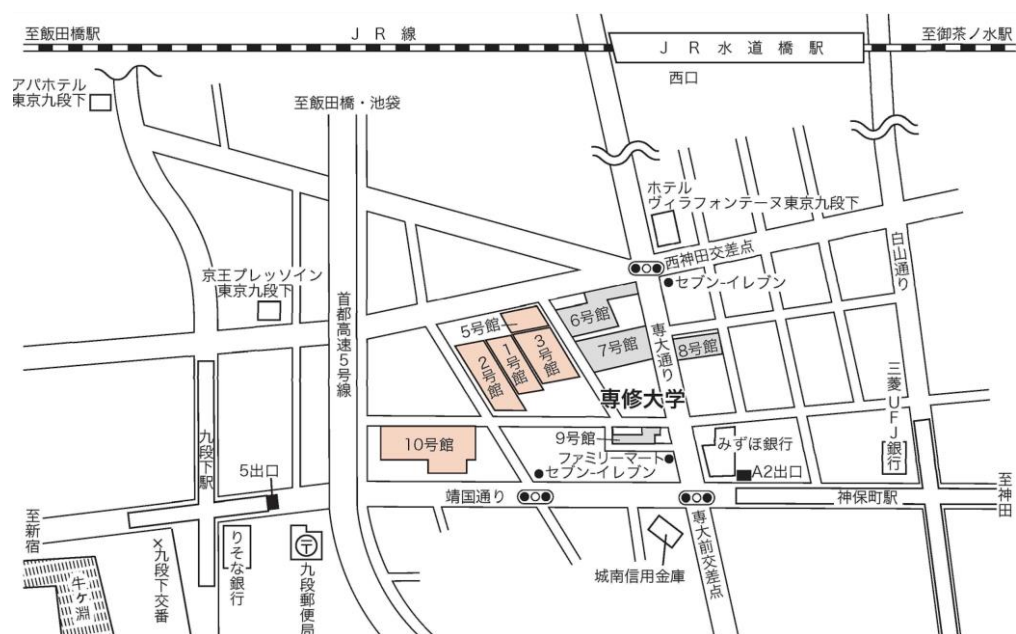 至飯田橋駅
JR線
JR水道橋駅
至御茶ノ水駅
西口
アパホテル
東京九段下
至飯田橋・池袋
ホテル
ヴィラフォンテーヌ東京九段下
西神田交差点
セブン-イレブン
白山通り
京王プレッソイン
東京九段下
首都高速5号線
5号館
6号館
専大通り
2号館
1号館
3号館
7号館
8号館
専修大学
三菱UFJ銀行
九段下駅
10号館
9号館
みずほ銀行
ファミリーマート
セブン-イレブン
A2出口
5出口
靖国通り
神保町駅
至神田
至新宿
×九段下交番
りそな銀行
〒
九段郵便局
城南信用金庫
専大前交差点
牛ヶ淵